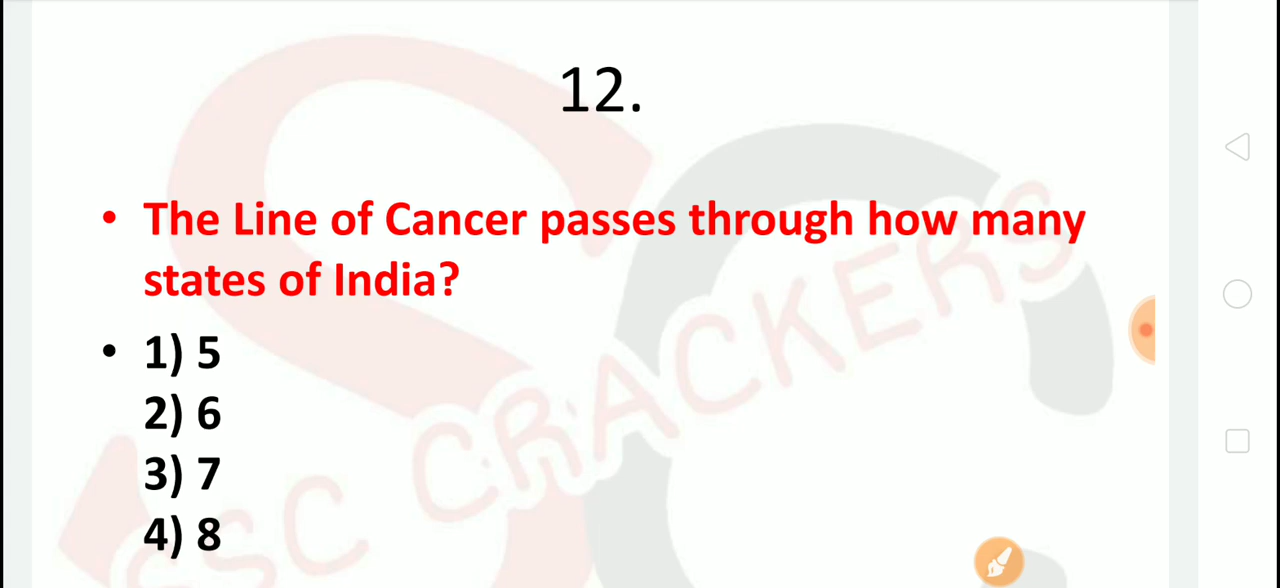 12.
• The Line of Cancer passes through how many
states of India?
• 1) 5
2) 6
3) 7
4) 8
SSC CRACKERS